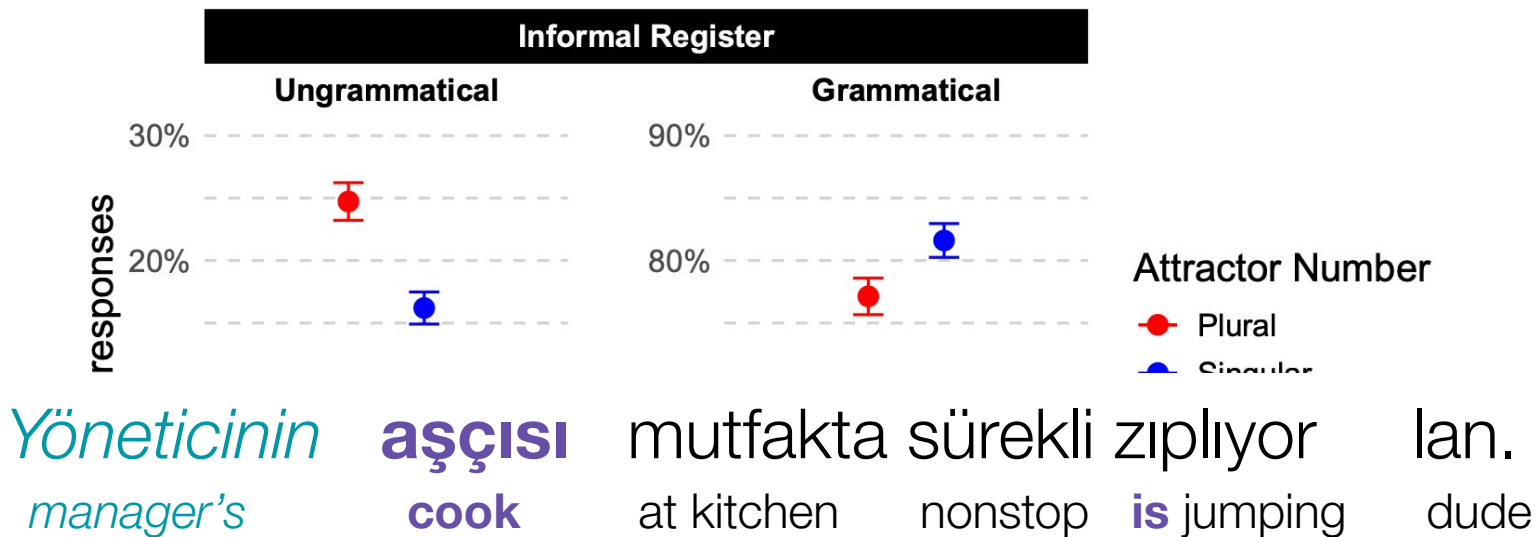 Informal Register
Ungrammatical Grammatical
30% 90%
responses
20% 80%
Attractor Number
Plural
Singular
Yöneticinin aşçısı mutfakta sürekli zıplıyor lan.
manager's cook at kitchen nonstop is jumping dude